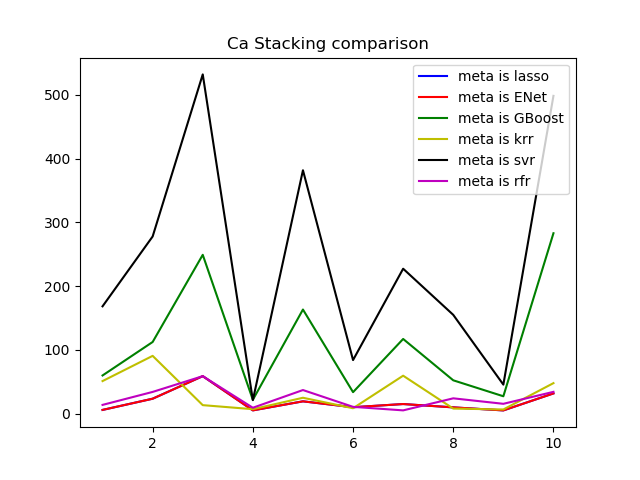 Ca Stacking comparison
meta is lasso
meta is ENet
meta is GBoost
meta is krr
meta is svr
meta is rfr
500
400
300
200
100
0
2 4 6 8 10